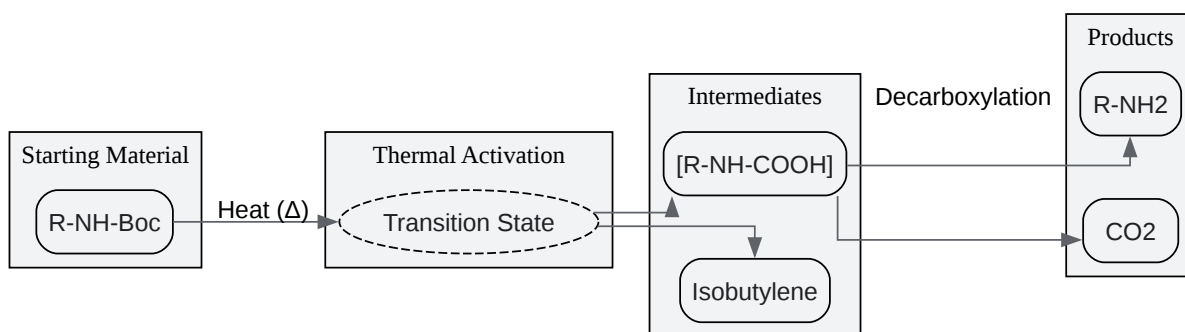 Starting Material
R-NH-Boc
Heat (Δ)
Thermal Activation
Transition State
Intermediates
[R-NH-COOH]
Isobutylene
Decarboxylation
Products
R-NH2
CO2